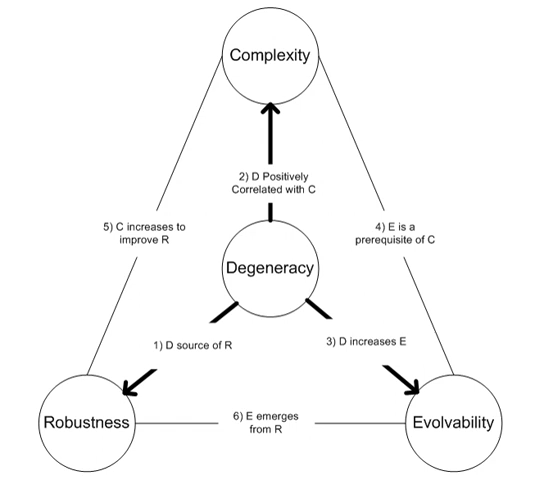 Complexity
2) D Positively
Correlated with C
5) C increases to
improve R
4) E is a
prerequisite of C
Degeneracy
1) D source of R
3) D increases E
Robustness
6) E emerges
from R
Evolvability